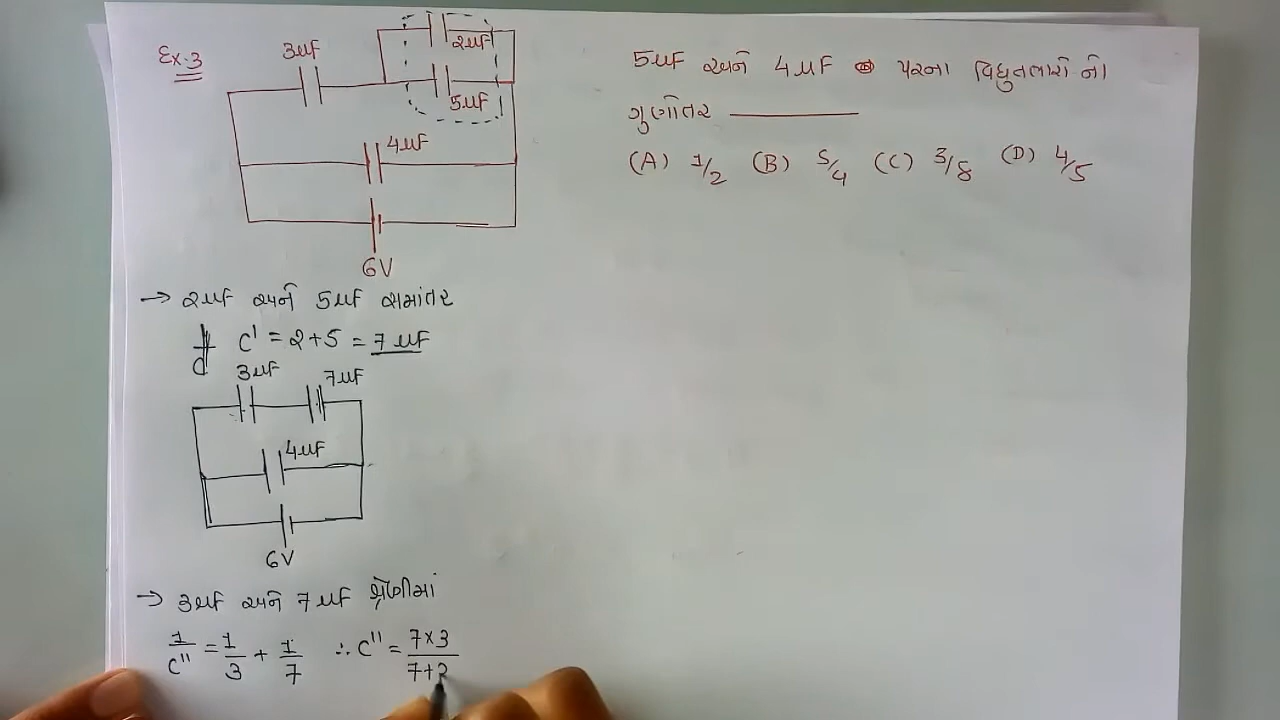 Ex.3
3μF
2μF
5μF
4μF
6V
5μF અને 4μF પરના વિદ્યુતભારોનો
ગુણોતર
(A) 1/2 (B) 5/4 (C) 3/8 (D) 4/5
→ 2μF અને 5μF સમાંતર
C' = 2+5 = 7μF
3μF 7μF
4μF
6V
→ 3μF અને 7μF શ્રેણીમાં
1/C'' = 1/3 + 1/7 ∴ C'' = 7×3/7+3